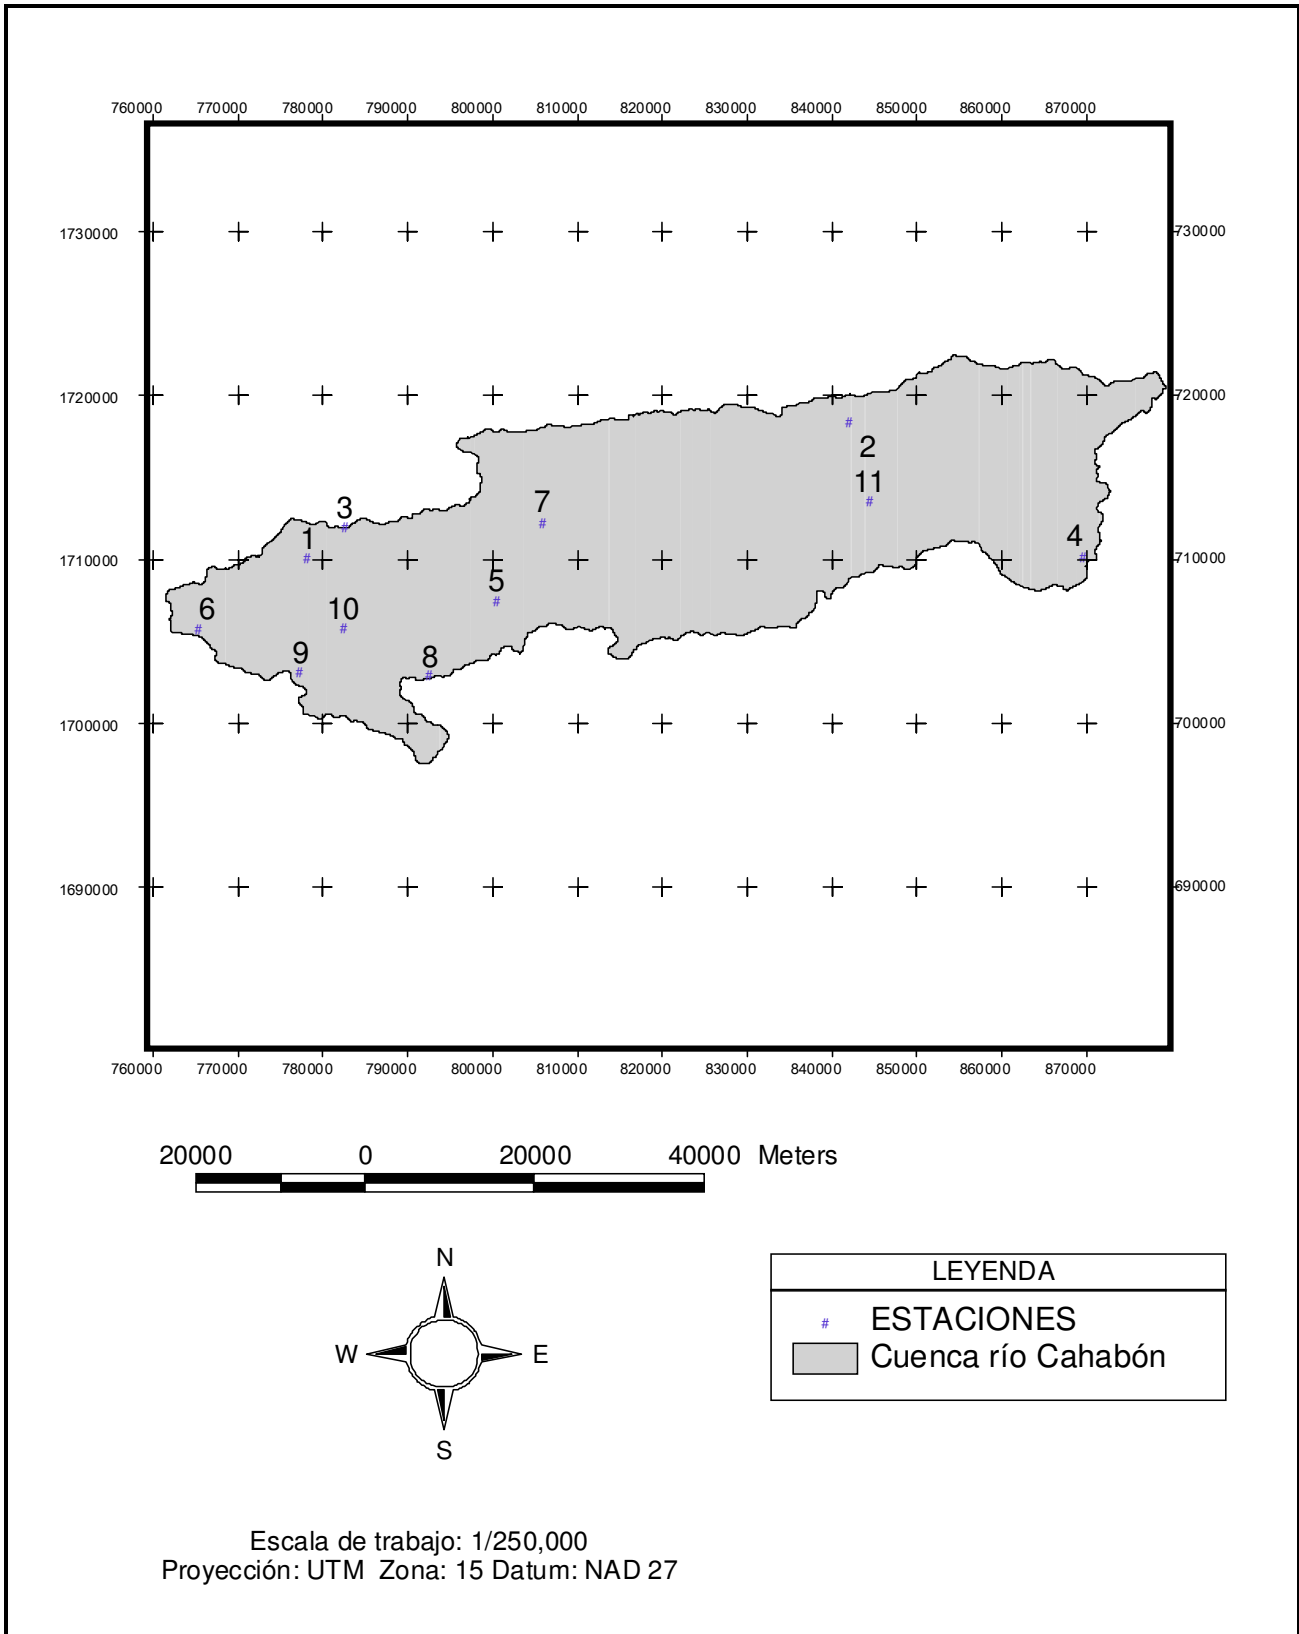 760000 770000 780000 790000 800000 810000 820000 830000 840000 850000 860000 870000
1730000 730000
1720000 720000
2
11
7
3
1
4
1710000 710000
5
6 10
9 8
1700000 700000
1690000 690000
760000 770000 780000 790000 800000 810000 820000 830000 840000 850000 860000 870000
20000 0 20000 40000 Meters
N
W E
S
LEYENDA
# ESTACIONES
Cuenca río Cahabón
Escala de trabajo: 1/250,000
Proyección: UTM Zona: 15 Datum: NAD 27